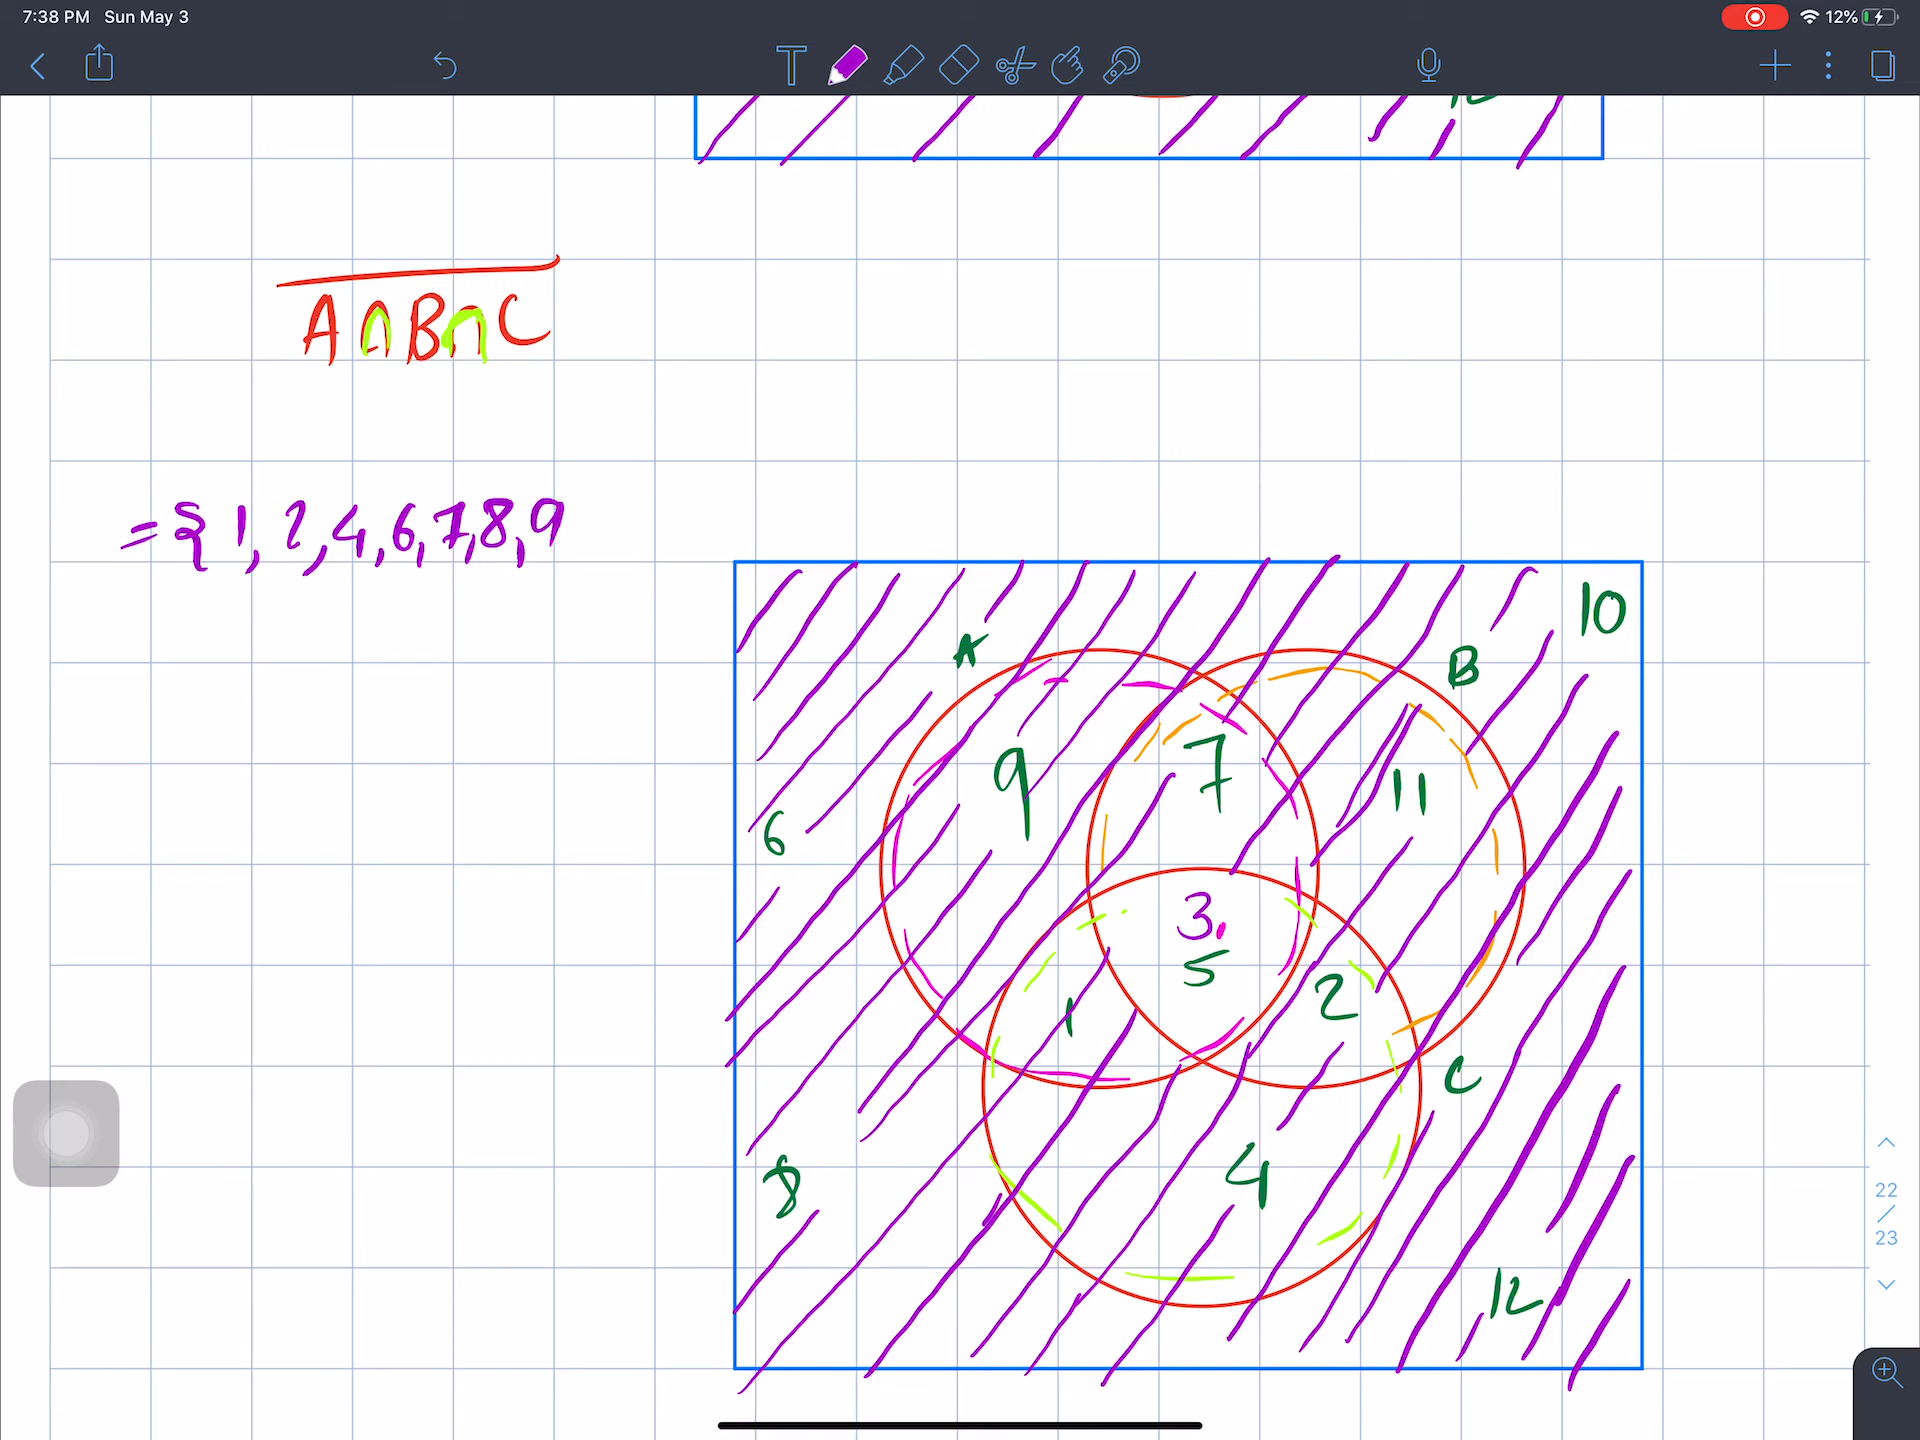 7:38 PM Sun May 3
12%
12
A∩B∩C
= { 1, 2, 4, 6, 7, 8, 9
10
A
B
9
7
11
6
3.
5
1
2
C
8
4
12
22
/
23